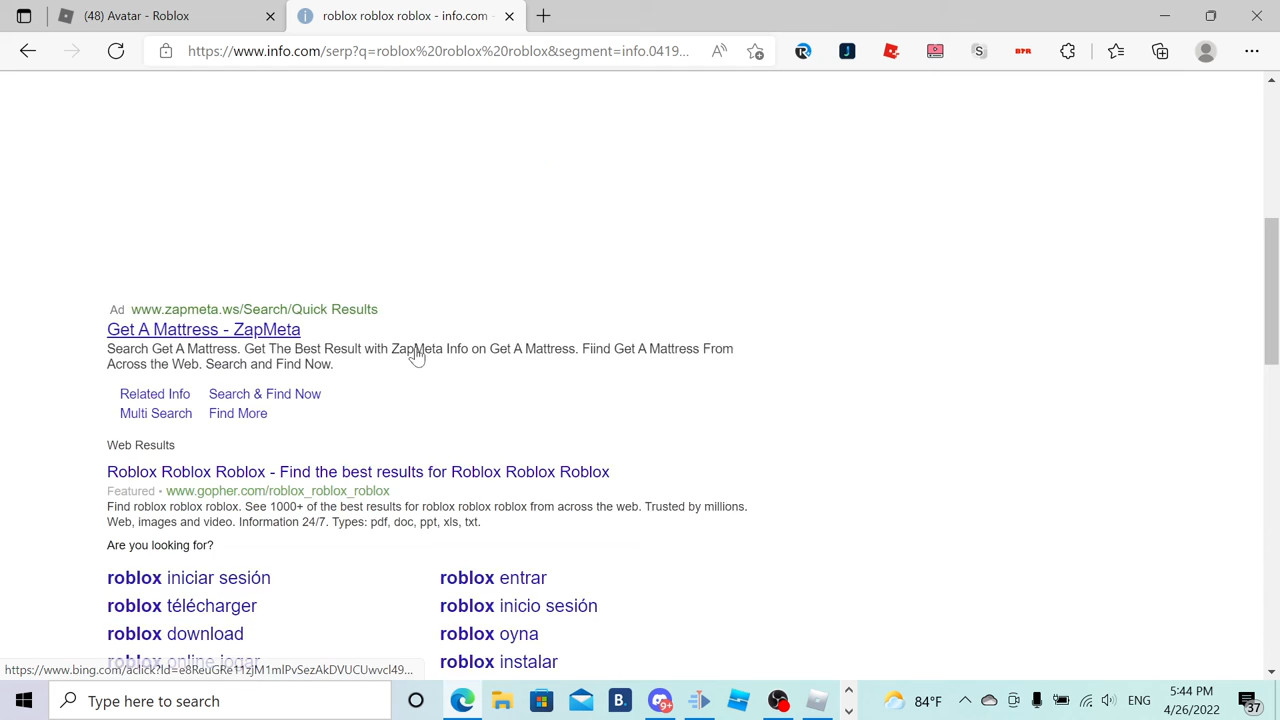 (48) Avatar - Roblox
roblox roblox roblox - info.com -
https://www.info.com/serp?q=roblox%20roblox%20roblox&segment=info.0419...
Ad www.zapmeta.ws/Search/Quick Results
Get A Mattress - ZapMeta
Search Get A Mattress. Get The Best Result with ZapMeta Info on Get A Mattress. Fiind Get A Mattress From
Across the Web. Search and Find Now.
Related Info Search & Find Now
Multi Search Find More
Web Results
Roblox Roblox Roblox - Find the best results for Roblox Roblox Roblox
Featured • www.gopher.com/roblox_roblox_roblox
Find roblox roblox roblox. See 1000+ of the best results for roblox roblox roblox from across the web. Trusted by millions.
Web, images and video. Information 24/7. Types: pdf, doc, ppt, xls, txt.
Are you looking for?
roblox iniciar sesión
roblox entrar
roblox télécharger
roblox inicio sesión
roblox download
roblox oyna
roblox online jogar
roblox instalar
Type here to search
9+
84°F
ENG
5:44 PM
4/26/2022
37